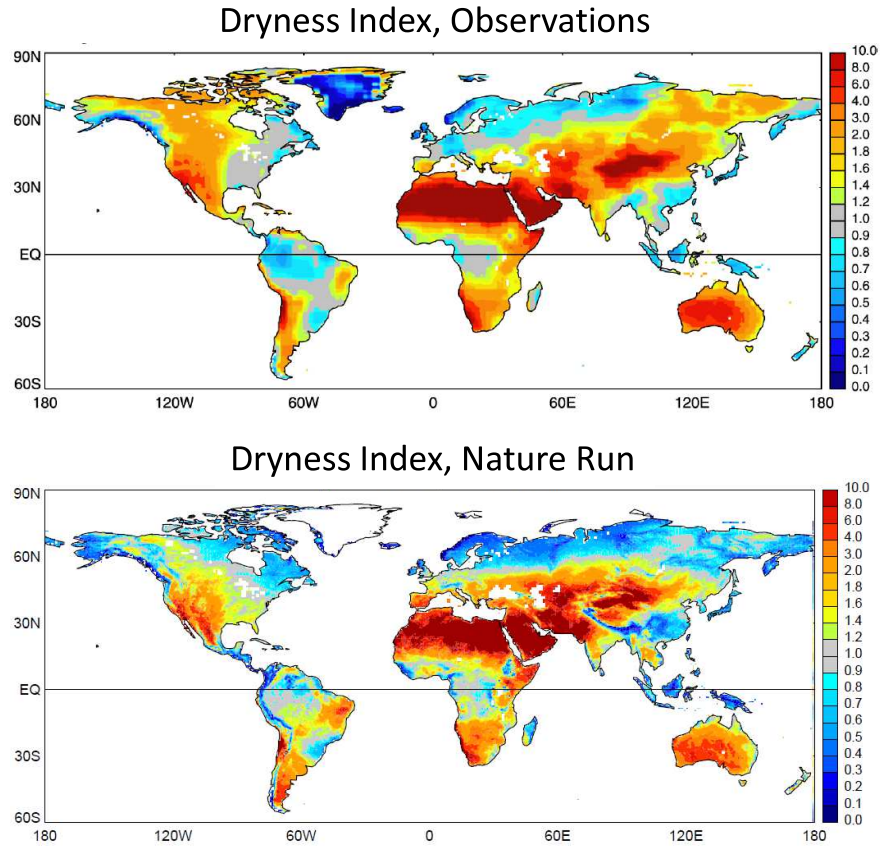 Dryness Index, Observations
90N
60N
30N
EQ
30S
60S
180
120W
60W
0
60E
120E
180
10.0
8.0
6.0
4.0
3.0
2.0
1.8
1.6
1.4
1.2
1.0
0.9
0.8
0.7
0.6
0.5
0.4
0.3
0.2
0.1
0.0
Dryness Index, Nature Run
90N
60N
30N
EQ
30S
60S
180
120W
60W
0
60E
120E
180
10.0
8.0
6.0
4.0
3.0
2.0
1.8
1.6
1.4
1.2
1.0
0.9
0.8
0.7
0.6
0.5
0.4
0.3
0.2
0.1
0.0